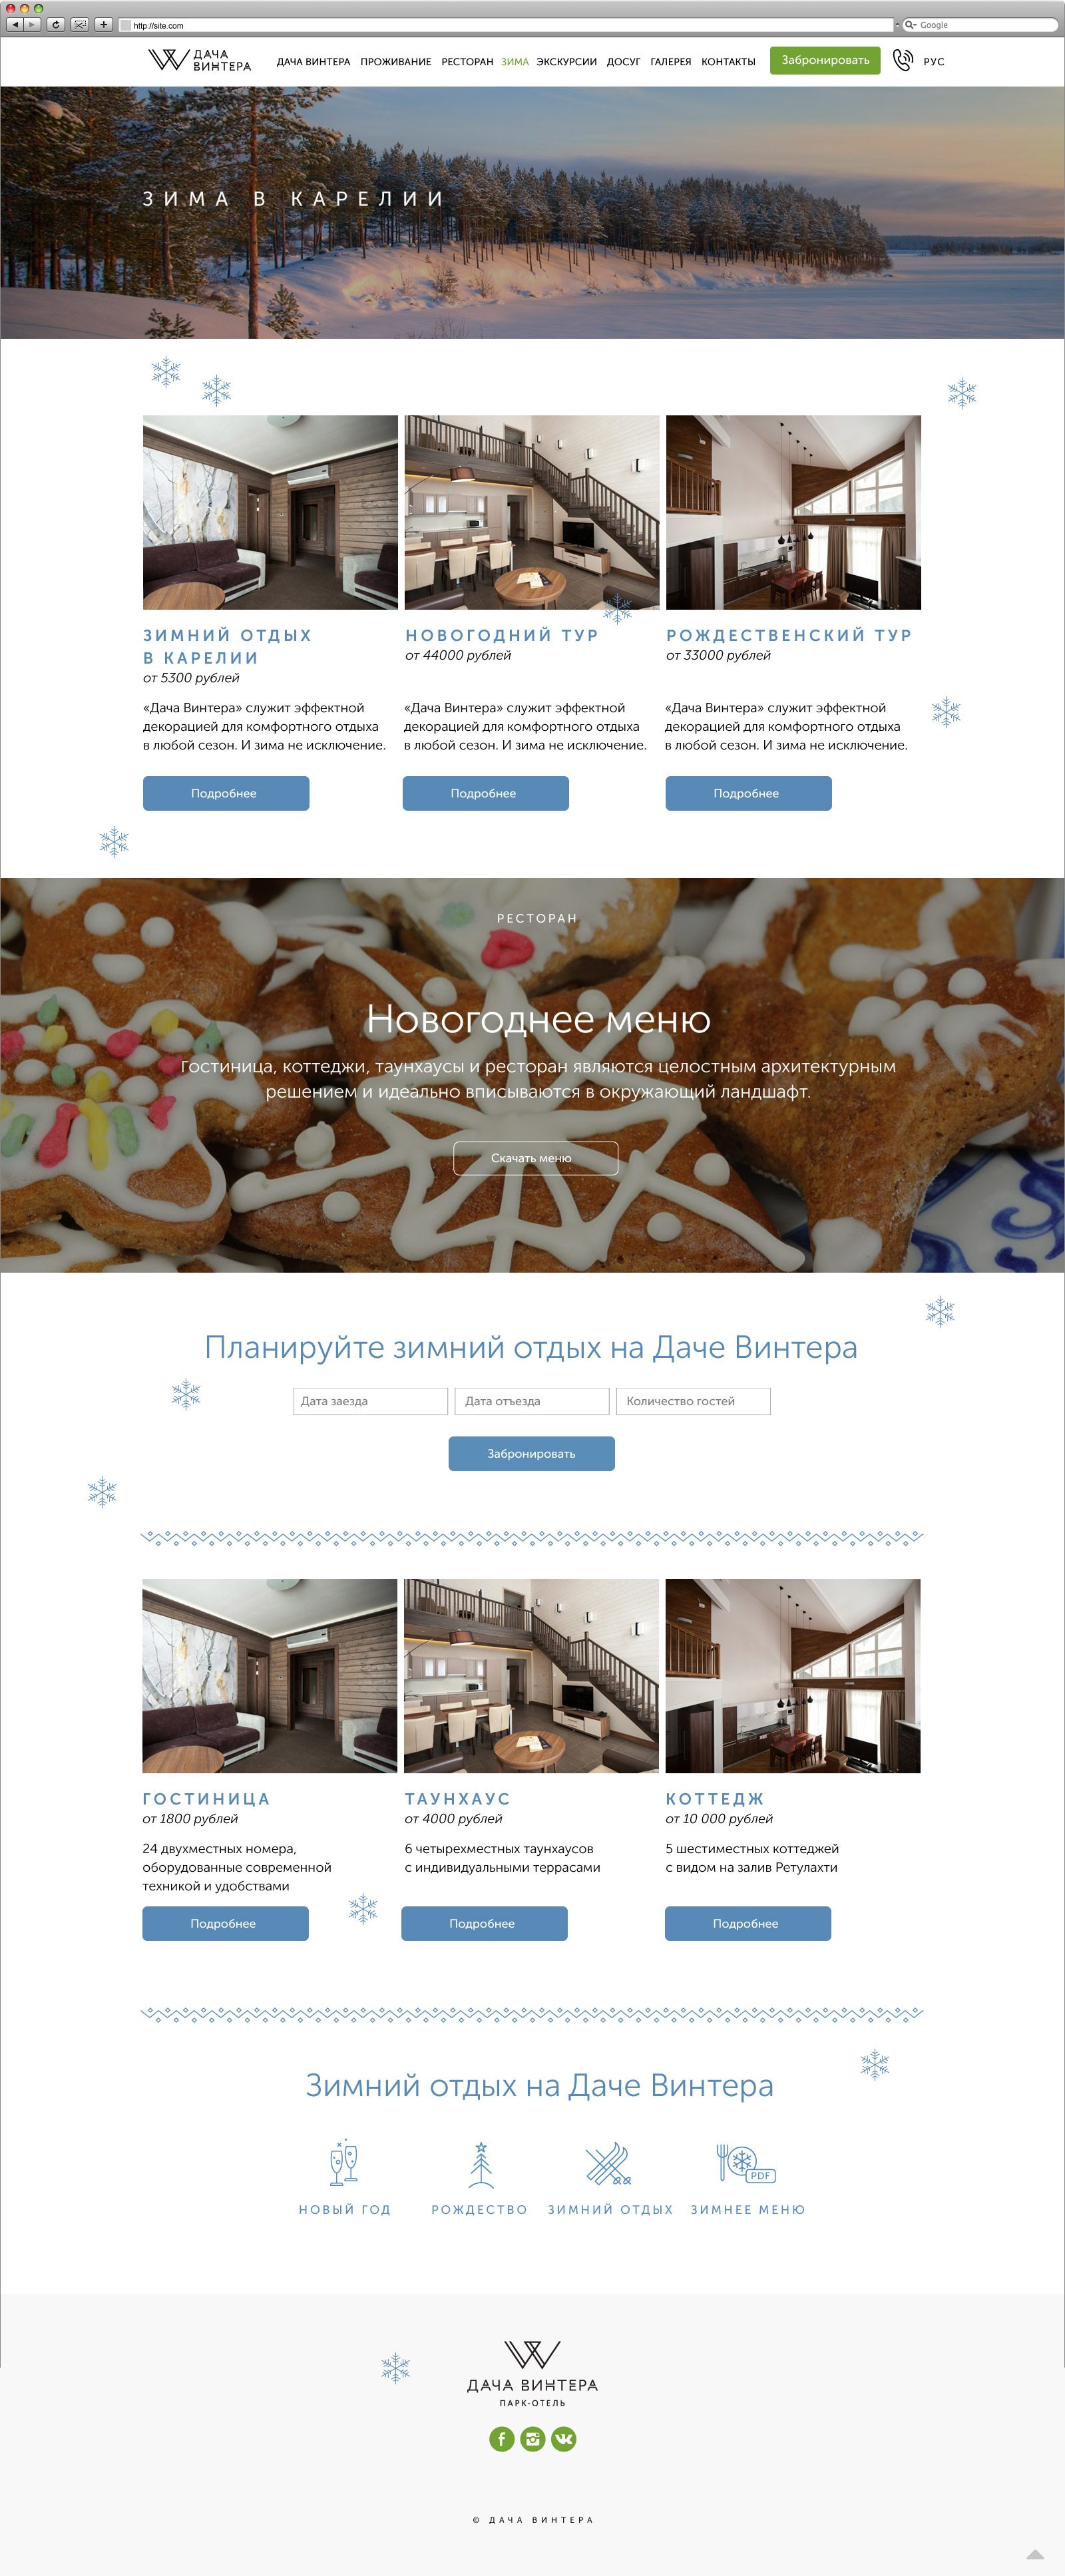 http://site.com
Google
ДАЧА
ВИНТЕРА
ДАЧА ВИНТЕРА ПРОЖИВАНИЕ РЕСТОРАН ЗИМА ЭКСКУРСИИ ДОСУГ ГАЛЕРЕЯ КОНТАКТЫ Забронировать РУС
ЗИМА В КАРЕЛИИ
ЗИМНИЙ ОТДЫХ
В КАРЕЛИИ
от 5300 рублей
«Дача Винтера» служит эффектной
декорацией для комфортного отдыха
в любой сезон. И зима не исключение.
Подробнее
НОВОГОДНИЙ ТУР
от 44000 рублей
«Дача Винтера» служит эффектной
декорацией для комфортного отдыха
в любой сезон. И зима не исключение.
Подробнее
РОЖДЕСТВЕНСКИЙ ТУР
от 33000 рублей
«Дача Винтера» служит эффектной
декорацией для комфортного отдыха
в любой сезон. И зима не исключение.
Подробнее
РЕСТОРАН
Новогоднее меню
Гостиница, коттеджи, таунхаусы и ресторан являются целостным архитектурным
решением и идеально вписываются в окружающий ландшафт.
Скачать меню
Планируйте зимний отдых на Даче Винтера
Дата заезда Дата отъезда Количество гостей
Забронировать
ГОСТИНИЦА
от 1800 рублей
24 двухместных номера,
оборудованные современной
техникой и удобствами
Подробнее
ТАУНХАУС
от 4000 рублей
6 четырехместных таунхаусов
с индивидуальными террасами
Подробнее
КОТТЕДЖ
от 10 000 рублей
5 шестиместных коттеджей
с видом на залив Ретулахти
Подробнее
Зимний отдых на Даче Винтера
PDF
НОВЫЙ ГОД РОЖДЕСТВО ЗИМНИЙ ОТДЫХ ЗИМНЕЕ МЕНЮ
ДАЧА ВИНТЕРА
ПАРК-ОТЕЛЬ
© ДАЧА ВИНТЕРА